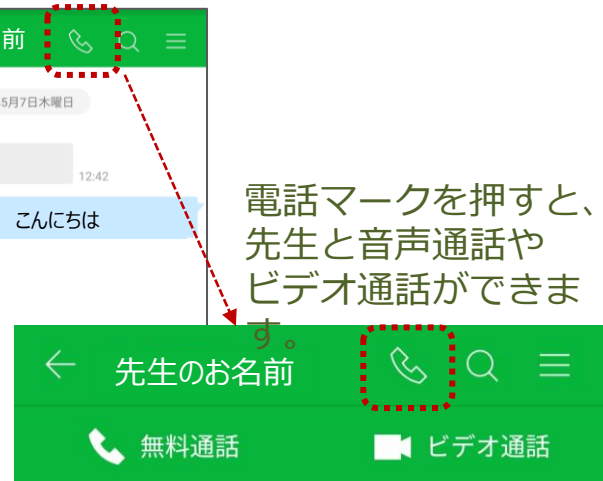 前
5月7日木曜日
12:42
こんにちは
電話マークを押すと、
先生と音声通話や
ビデオ通話ができま
す。
先生のお名前
無料通話
ビデオ通話